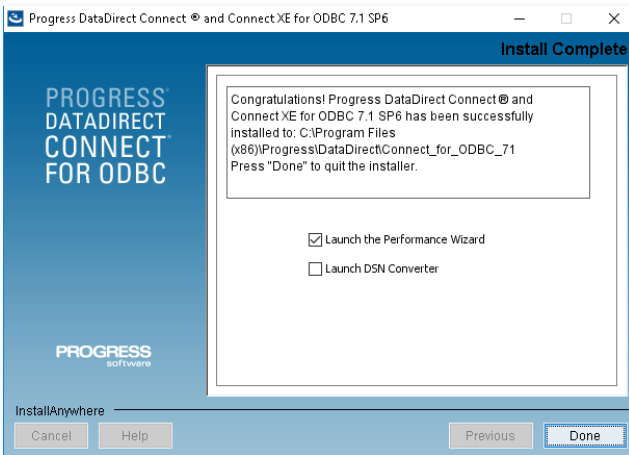 Progress DataDirect Connect ® and Connect XE for ODBC 7.1 SP6
Install Complete
PROGRESS®
DATADIRECT
CONNECT®
FOR ODBC
Congratulations! Progress DataDirect Connect ® and
Connect XE for ODBC 7.1 SP6 has been successfully
installed to: C:\Program Files
(x86)\Progress\DataDirect\Connect_for_ODBC_71
Press "Done" to quit the installer.
Launch the Performance Wizard
Launch DSN Converter
PROGRESS
software
InstallAnywhere
Cancel
Help
Previous
Done